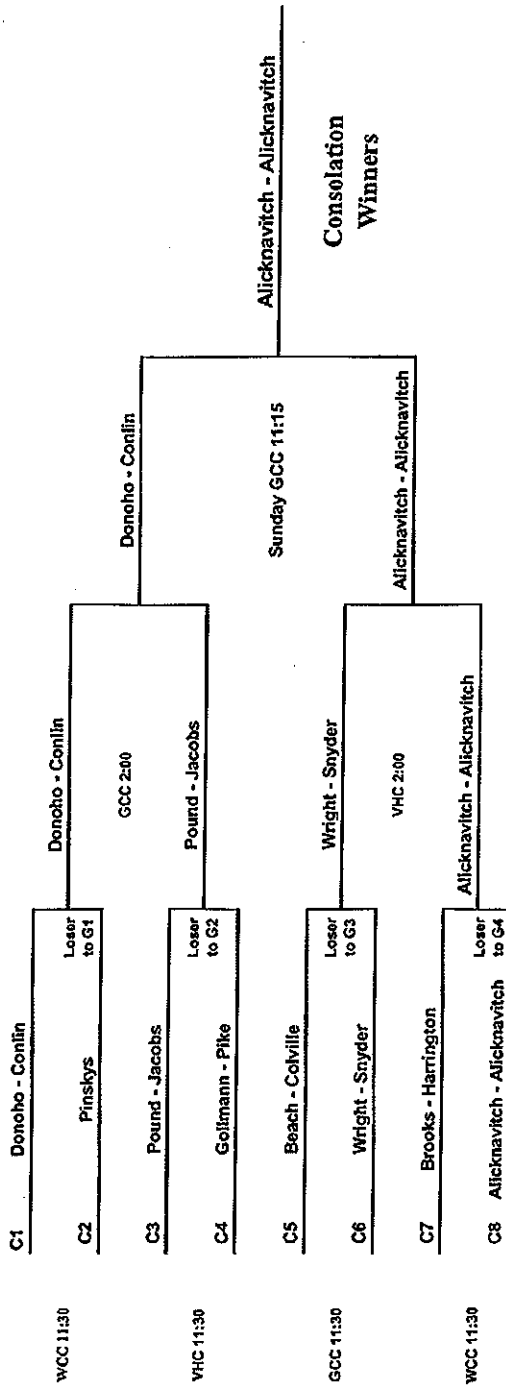 C1 Donoho - Conlin
WCC 11:30
C2 Pinskys
Loser
to G1
Donoho - Conlin
GCC 2:00
C3 Pound - Jacobs
VHC 11:30
C4 Gollmann - Pike
Loser
to G2
Pound - Jacobs
Donoho - Conlin
Sunday GCC 11:15
C5 Beach - Colville
GCC 11:30
C6 Wright - Snyder
Loser
to G3
Wright - Snyder
VHC 2:00
C7 Brooks - Harrington
WCC 11:30
C8 Alicknavitch - Alicknavitch
Loser
to G4
Alicknavitch - Alicknavitch
Alicknavitch - Alicknavitch
Alicknavitch - Alicknavitch
Consolation
Winners